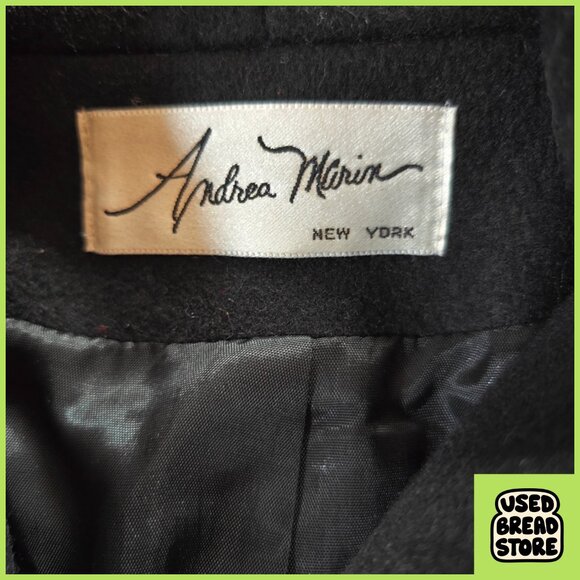 Andrea Marin
NEW YORK
USED
BREAD
STORE